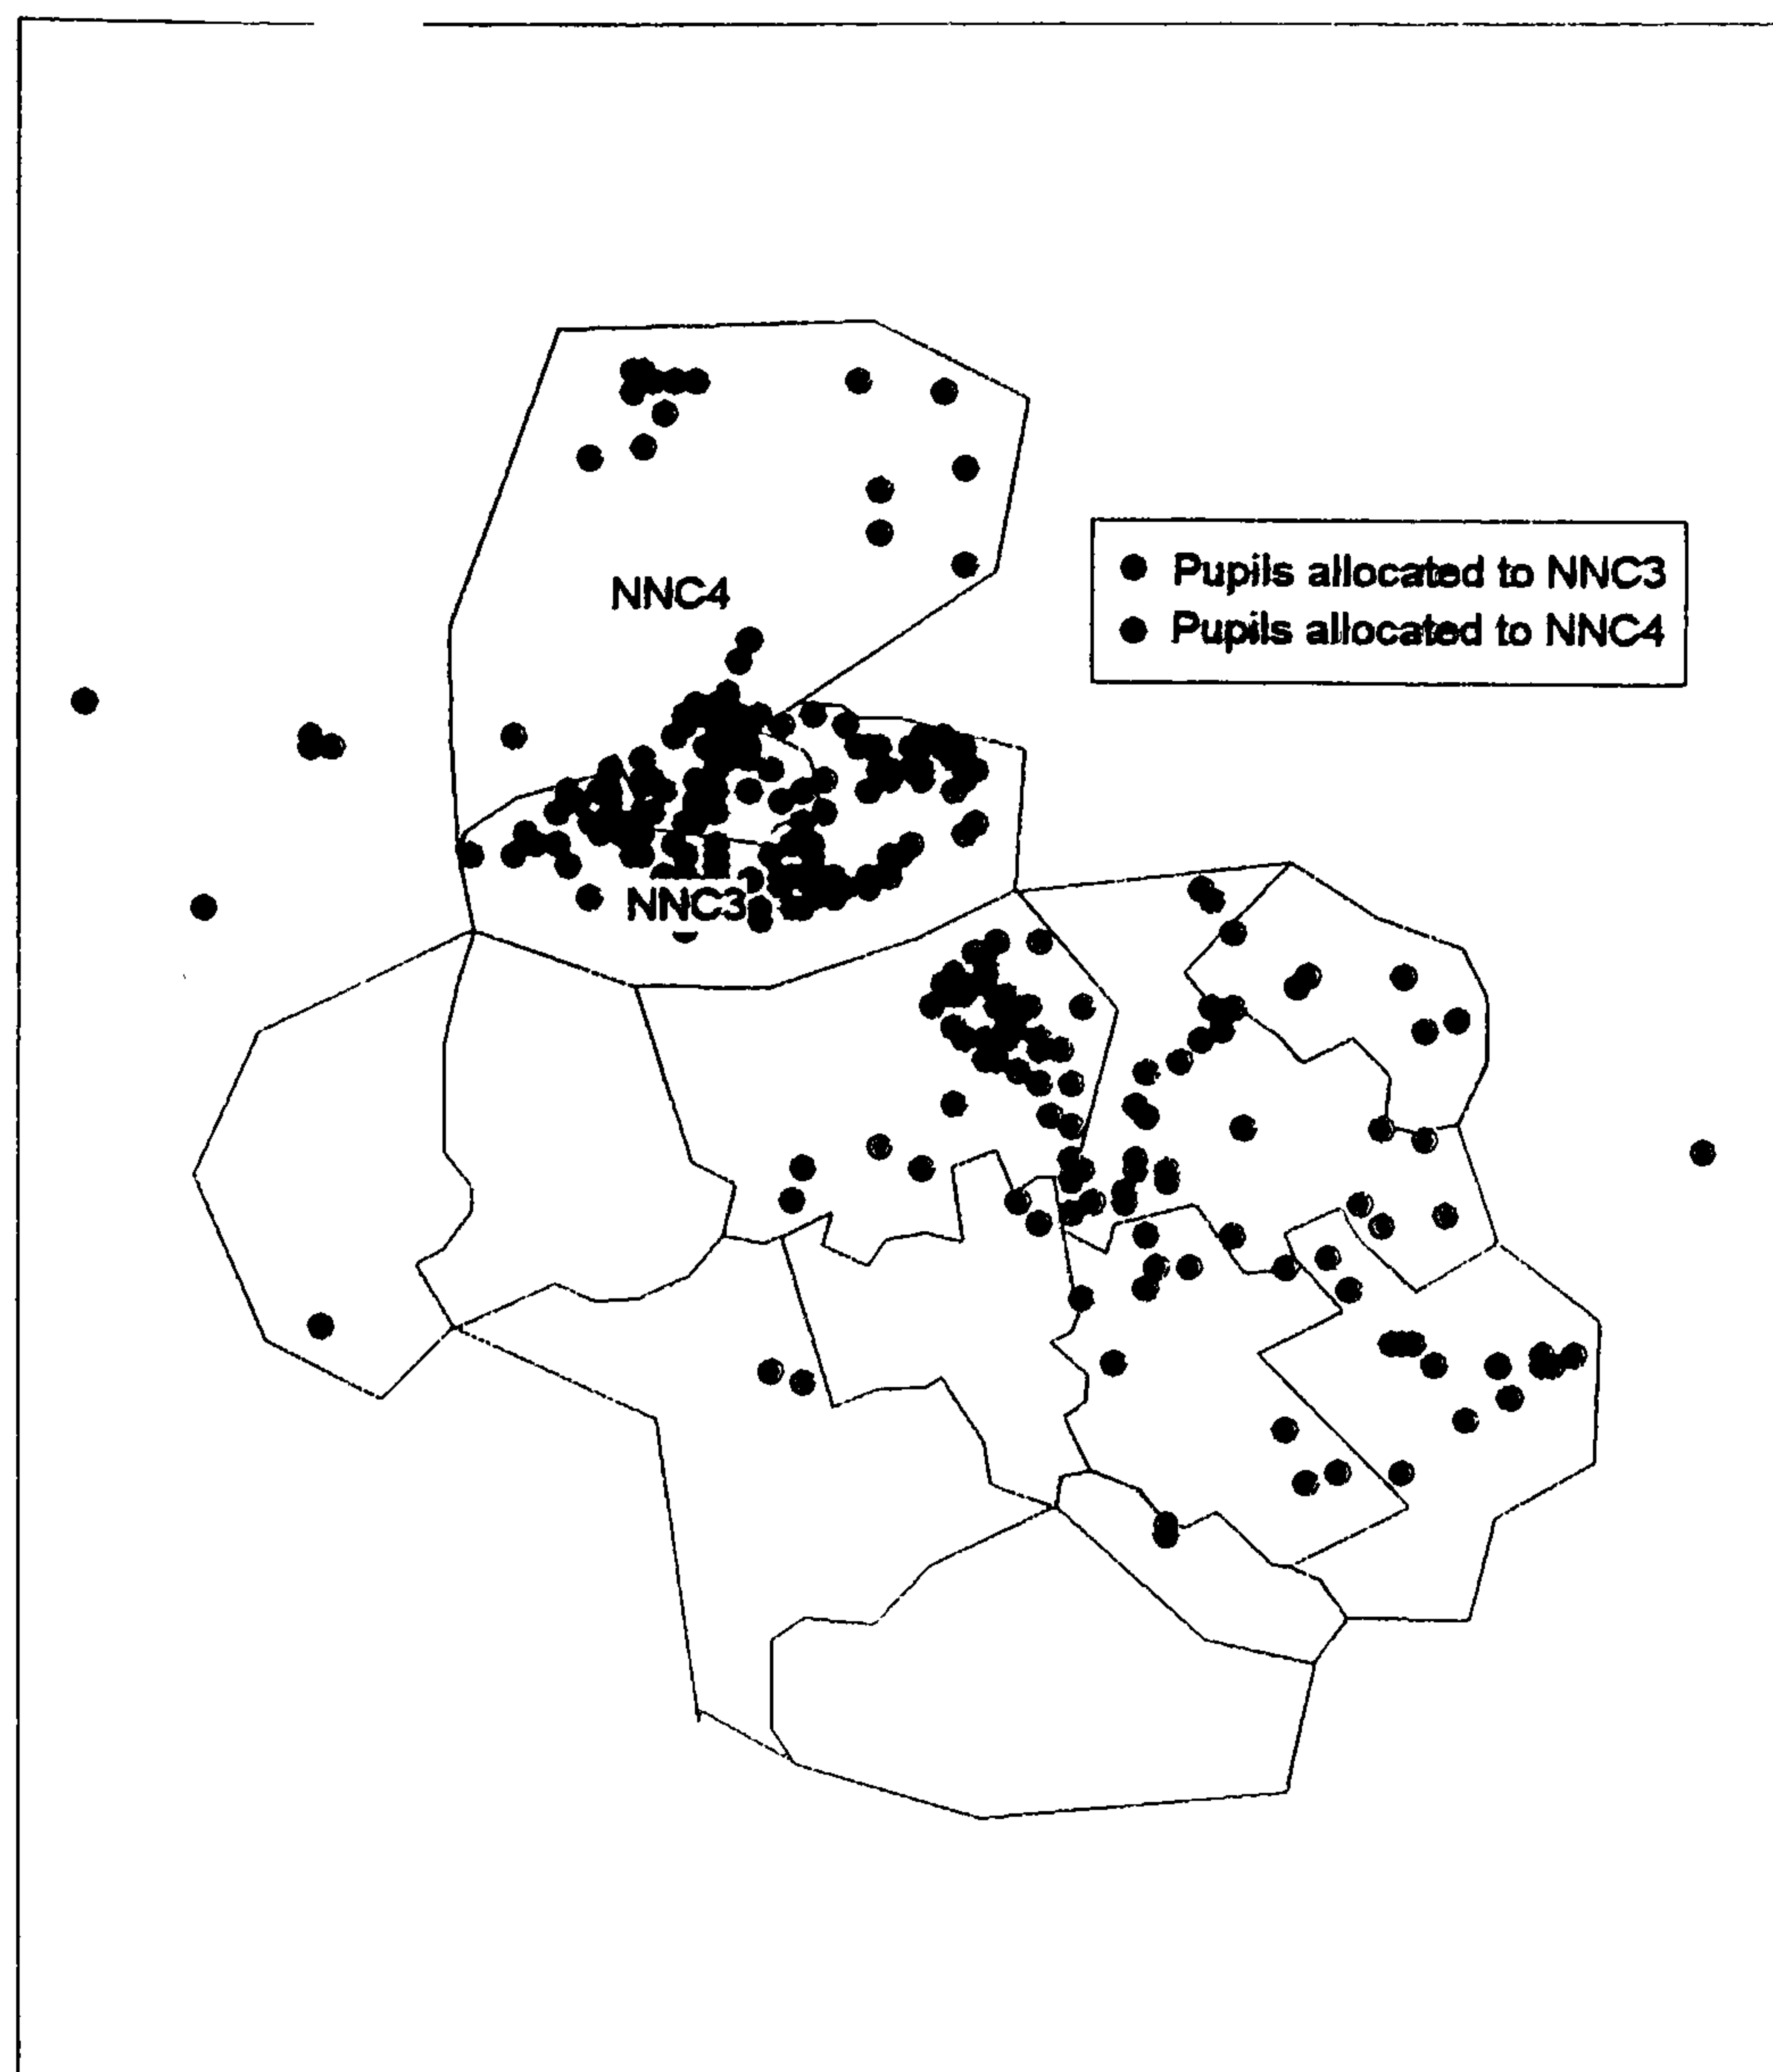 NNC4
Pupils allocated to NNC3
Pupils allocated to NNC4
NNC3